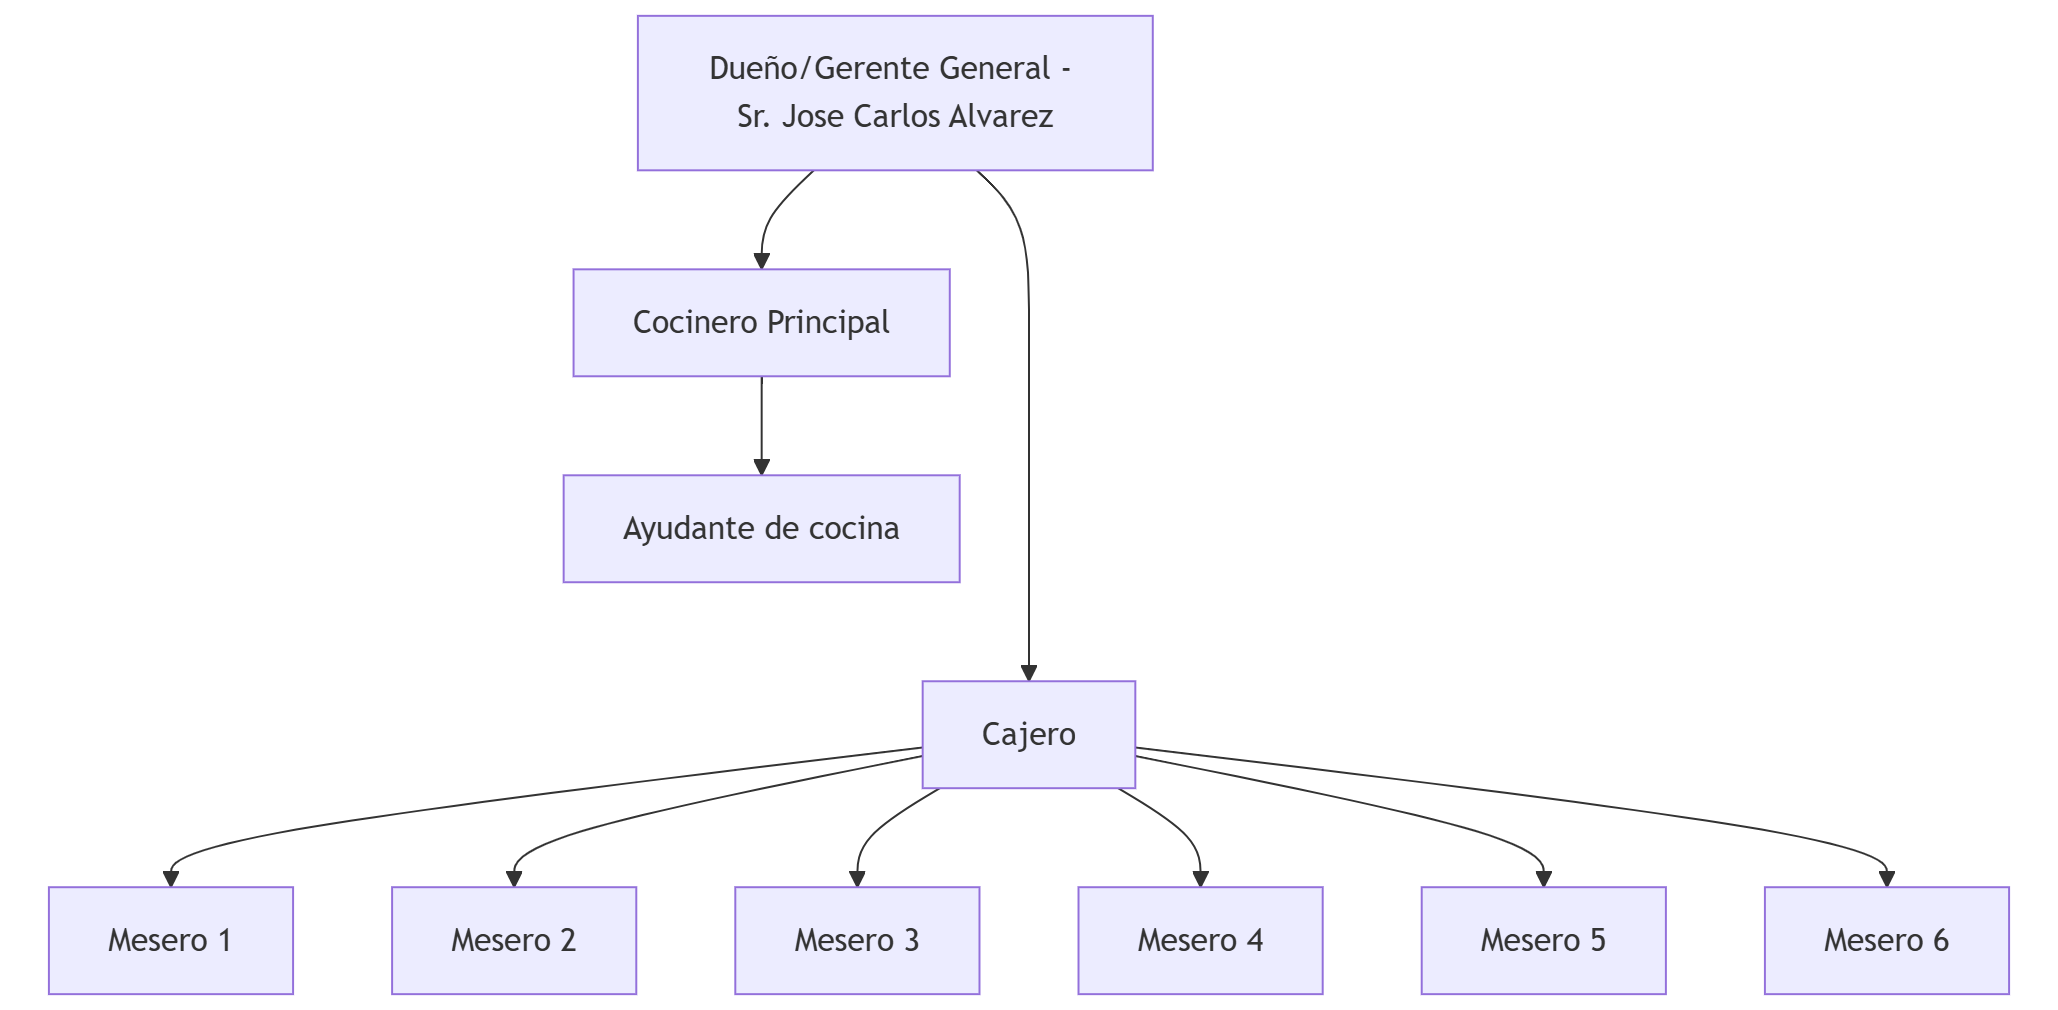 Dueño/Gerente General -
Sr. Jose Carlos Alvarez
Cocinero Principal
Ayudante de cocina
Cajero
Mesero 1
Mesero 2
Mesero 3
Mesero 4
Mesero 5
Mesero 6